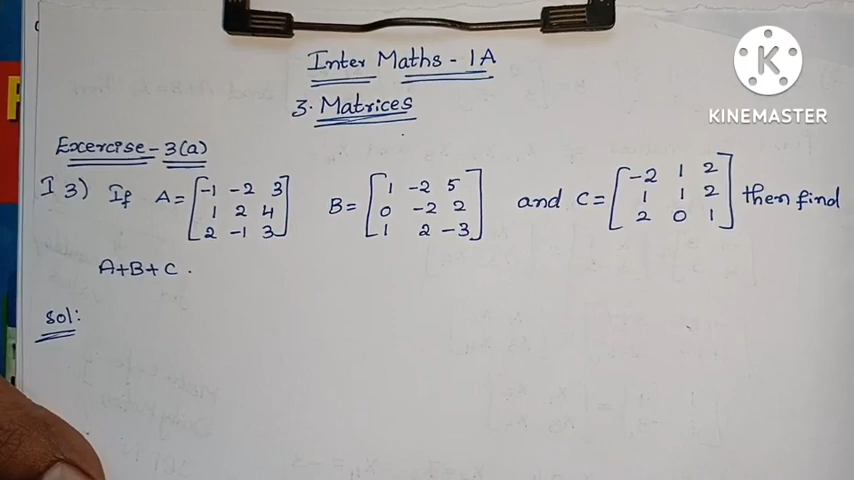 Inter Maths - 1A
3. Matrices
KINEMASTER
Excercise - 3(a)
I 3) If A = [-1 -2 3 B = [1 -2 5 and C = [-2 1 2 then find
1 2 4 0 -2 2 1 1 2
2 -1 3] 1 2 -3] 2 0 1]
A+B+C.
Sol: